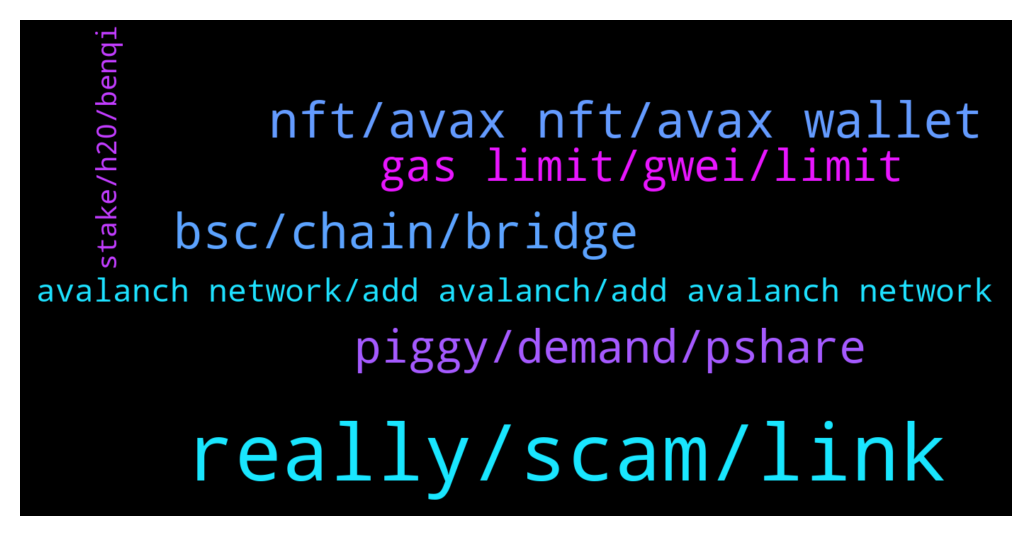 stake/h2O/benqi
nft/avax nft/avax wallet
gas limit/gwei/limit
bsc/chain/bridge
avalanch network/add avalanch/add avalanch network
piggy/demand/pshare
really/scam/link